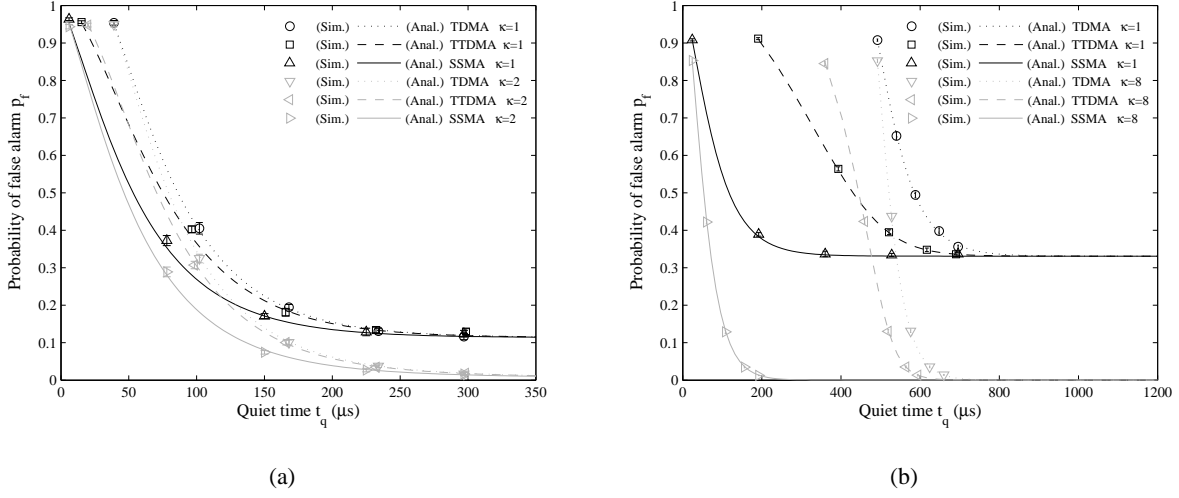 0
0.1
0.2
0.3
0.4
0.5
0.6
0.7
0.8
0.9
1
Probability of false alarm p_f
0 50 100 150 200 250 300 350
Quiet time t_q (μs)
(Sim.) (Anal.) TDMA κ=1
(Sim.) (Anal.) TTDMA κ=1
(Sim.) (Anal.) SSMA κ=1
(Sim.) (Anal.) TDMA κ=2
(Sim.) (Anal.) TTDMA κ=2
(Sim.) (Anal.) SSMA κ=2
(a)
0
0.1
0.2
0.3
0.4
0.5
0.6
0.7
0.8
0.9
1
Probability of false alarm p_f
0 200 400 600 800 1000 1200
Quiet time t_q (μs)
(Sim.) (Anal.) TDMA κ=1
(Sim.) (Anal.) TTDMA κ=1
(Sim.) (Anal.) SSMA κ=1
(Sim.) (Anal.) TDMA κ=8
(Sim.) (Anal.) TTDMA κ=8
(Sim.) (Anal.) SSMA κ=8
(b)